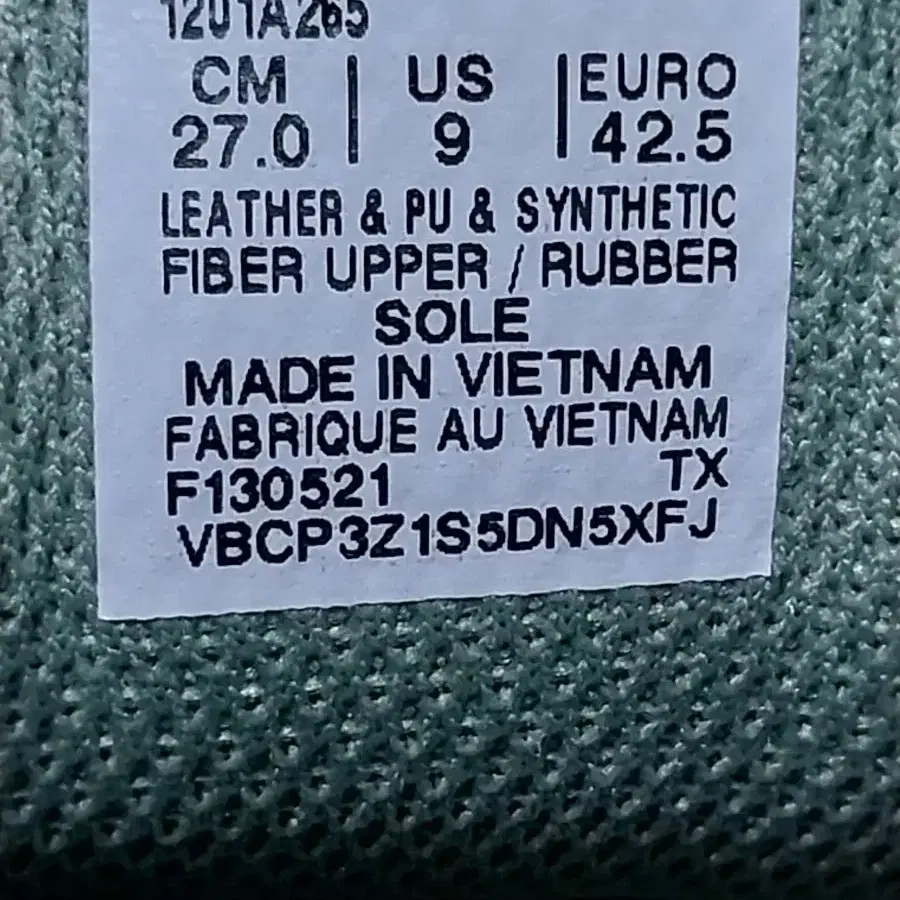 1201A265
CM | US | EURO
27.0 | 9 | 42.5
LEATHER & PU & SYNTHETIC
FIBER UPPER / RUBBER
SOLE
MADE IN VIETNAM
FABRIQUE AU VIETNAM
F130521 TX
VBCP3Z1S5DN5XFJ